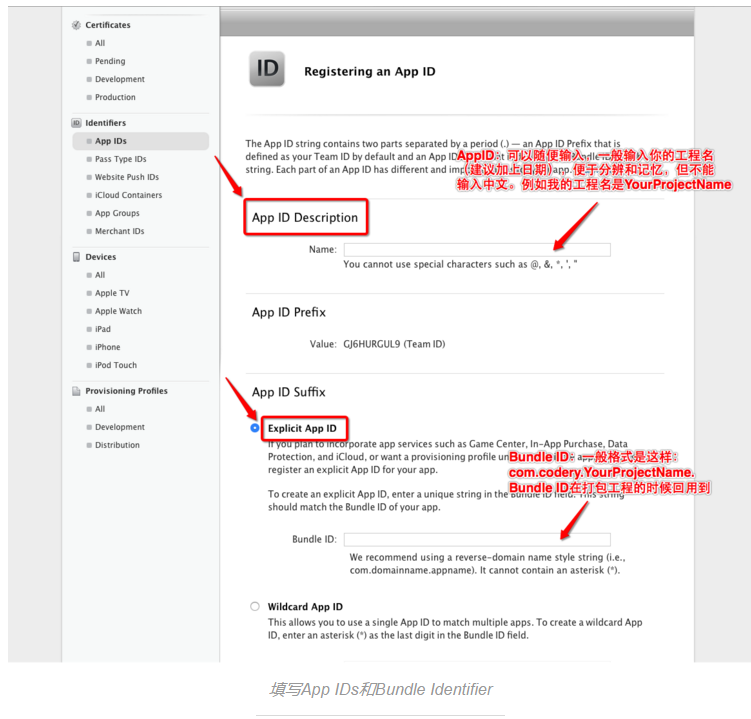 Certificates
All
Pending
Development
Production
Identifiers
App IDs
Pass Type IDs
Website Push IDs
iCloud Containers
App Groups
Merchant IDs
Devices
All
Apple TV
Apple Watch
iPad
iPhone
iPod Touch
Provisioning Profiles
All
Development
Distribution
ID
Registering an App ID
The App ID string contains two parts separated by a period (.) — an App ID Prefix that is
defined as your Team ID by default and an App ID
string. Each part of an App ID has different and
AppID：可以随便输入，一般输入你的工程名
（建议加上日期），便于分辨和记忆，但不能
输入中文。例如我的工程名是YourProjectName
App ID Description
Name:
You cannot use special characters such as @, &, *, ', "
App ID Prefix
Value: GJ6HURGUL9 (Team ID)
App ID Suffix
Explicit App ID
If you plan to incorporate app services such as Game Center, In-App Purchase, Data
Protection, and iCloud, or want a provisioning profile
register an explicit App ID for your app.
To create an explicit App ID, enter a unique string in the Bundle ID field. This string
should match the Bundle ID of your app.
Bundle ID：一般格式是这样：
com.codery.YourProjectName.
Bundle ID在打包工程的时候回用到
Bundle ID:
We recommend using a reverse-domain name style string (i.e.,
com.domainname.appname). It cannot contain an asterisk (*).
Wildcard App ID
This allows you to use a single App ID to match multiple apps. To create a wildcard App
ID, enter an asterisk (*) as the last digit in the Bundle ID field.
填写App IDs和Bundle Identifier